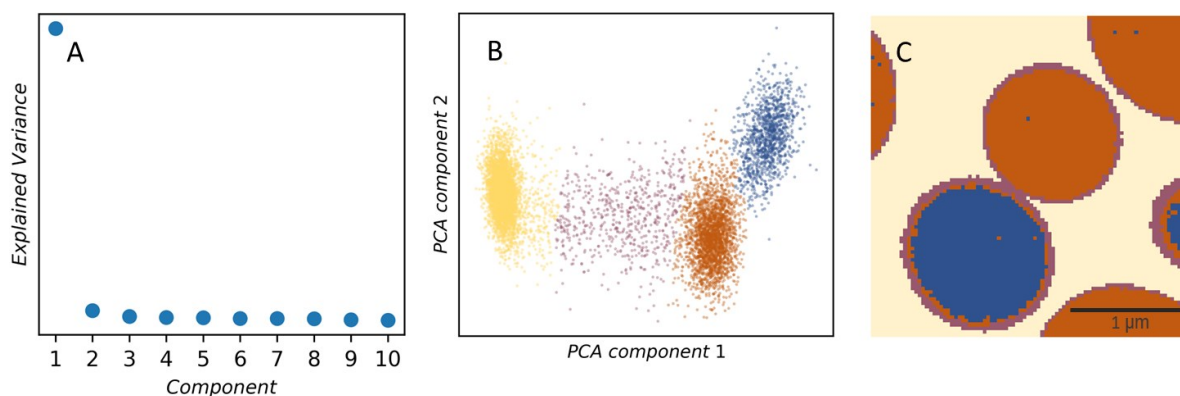 A
Explained Variance
1 2 3 4 5 6 7 8 9 10
Component
B
PCA component 2
PCA component 1
C
1 μm